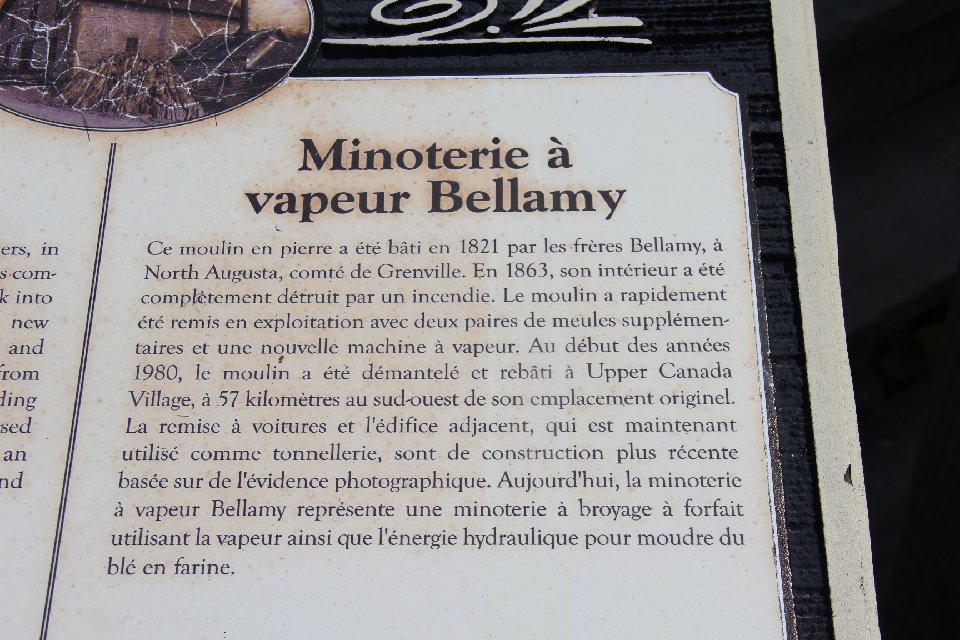 ers, in
s com-
k into
new
and
from
ding
sed
an
nd
Minoterie à
vapeur Bellamy
Ce moulin en pierre a été bâti en 1821 par les frères Bellamy, à
North Augusta, comté de Grenville. En 1863, son intérieur a été
complètement détruit par un incendie. Le moulin a rapidement
été remis en exploitation avec deux paires de meules supplémen-
taires et une nouvelle machine à vapeur. Au début des années
1980, le moulin a été démantelé et rebâti à Upper Canada
Village, à 57 kilomètres au sud-ouest de son emplacement originel.
La remise à voitures et l'édifice adjacent, qui est maintenant
utilisé comme tonnellerie, sont de construction plus récente
basée sur de l'évidence photographique. Aujourd'hui, la minoterie
à vapeur Bellamy représente une minoterie à broyage à forfait
utilisant la vapeur ainsi que l'énergie hydraulique pour moudre du
blé en farine.